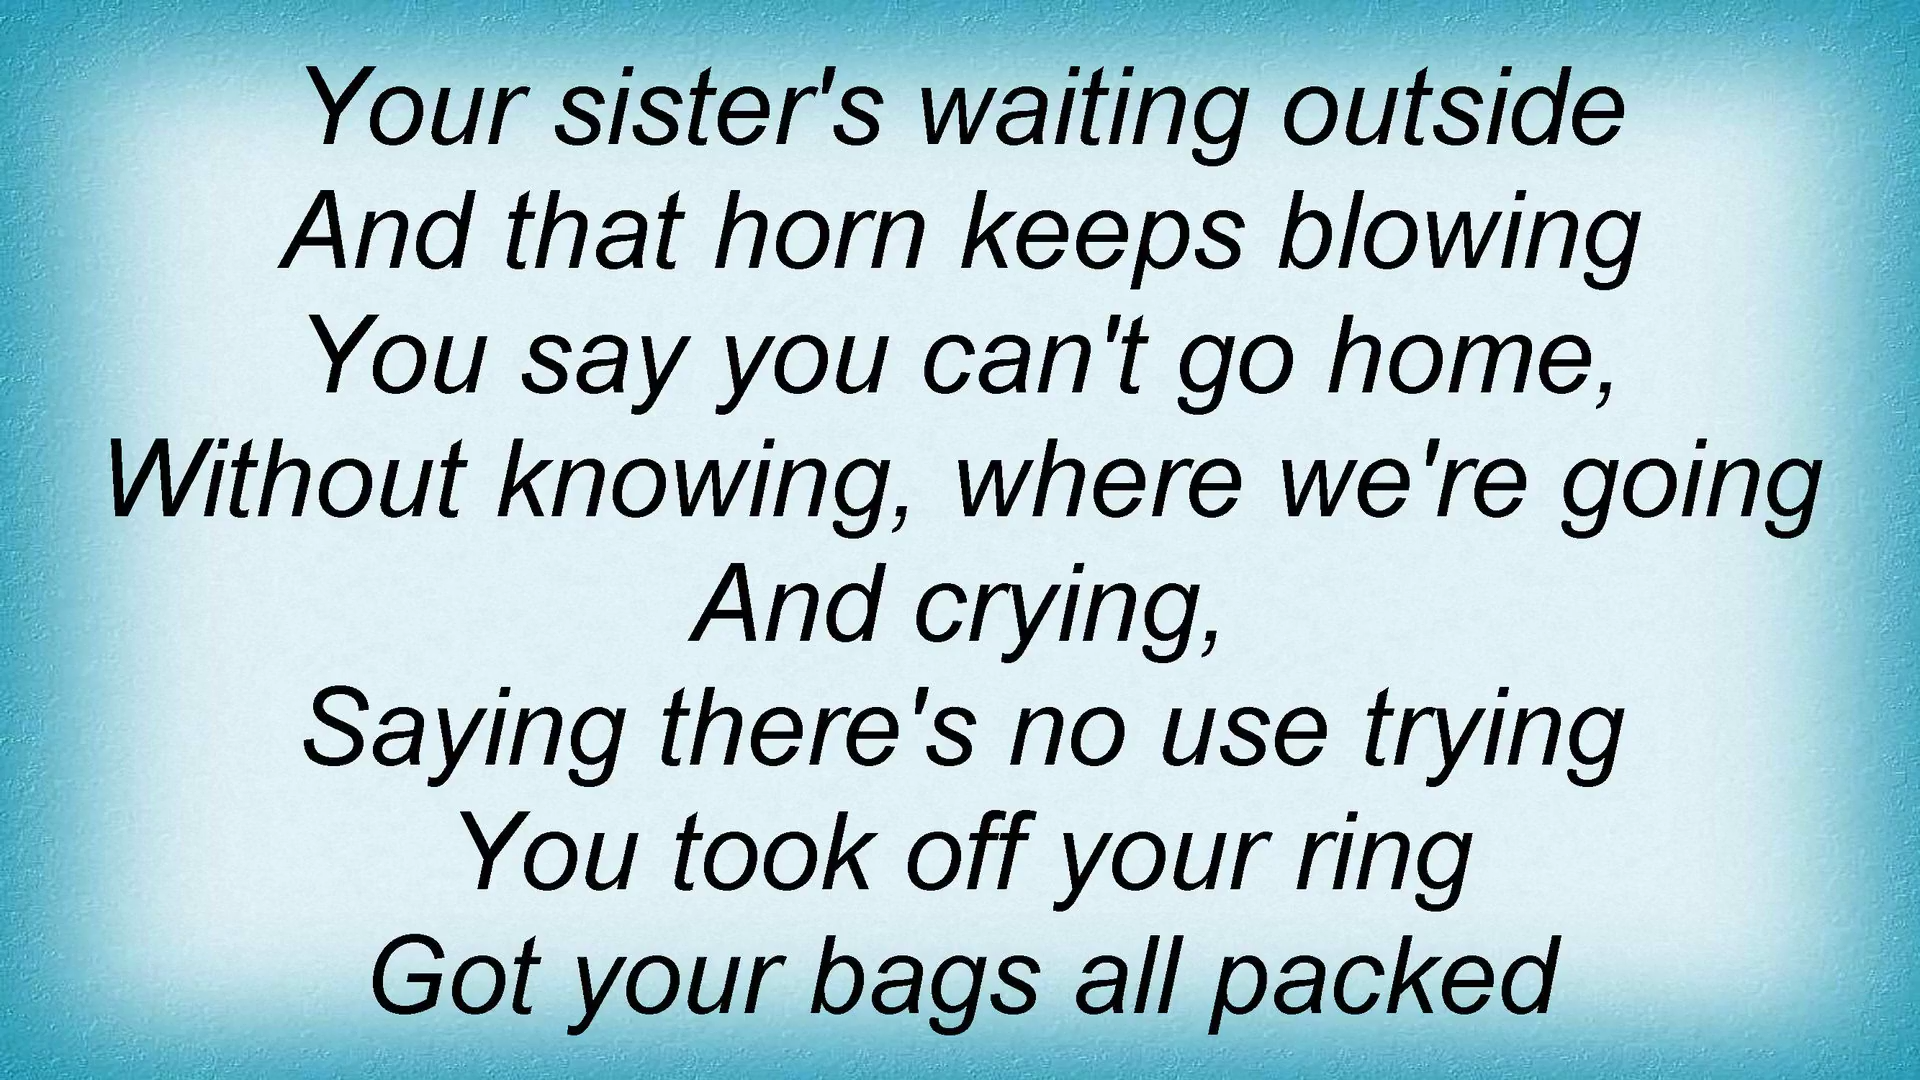 Your sister's waiting outside
And that horn keeps blowing
You say you can't go home,
Without knowing, where we're going
And crying,
Saying there's no use trying
You took off your ring
Got your bags all packed